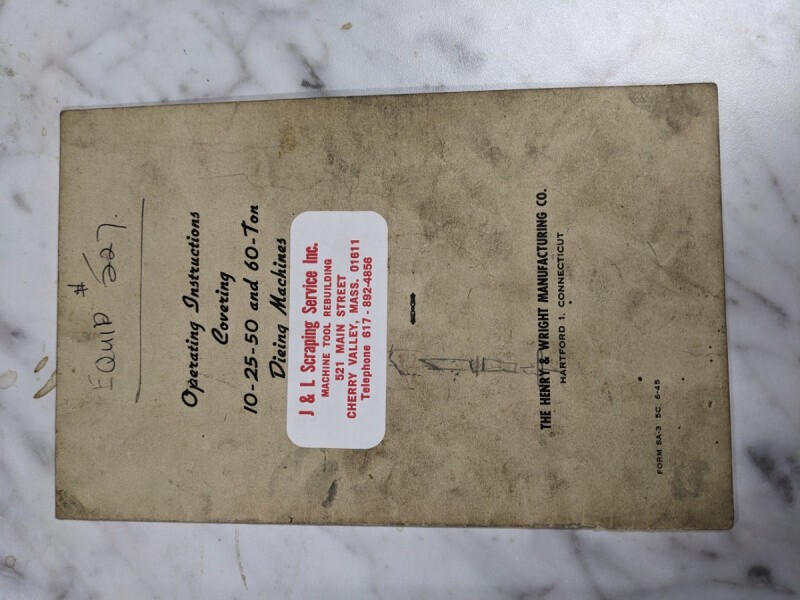 EQUIP # 227.
Operating Instructions
Covering
10-25-50 and 60-Ton
Dieing Machines
J & L Scraping Service Inc.
MACHINE TOOL REBUILDING
521 MAIN STREET
CHERRY VALLEY, MASS. 01611
Telephone 617 - 892-4856
THE HENRY & WRIGHT MANUFACTURING CO.
HARTFORD 1, CONNECTICUT
FORM SA-3 5C. 6-45